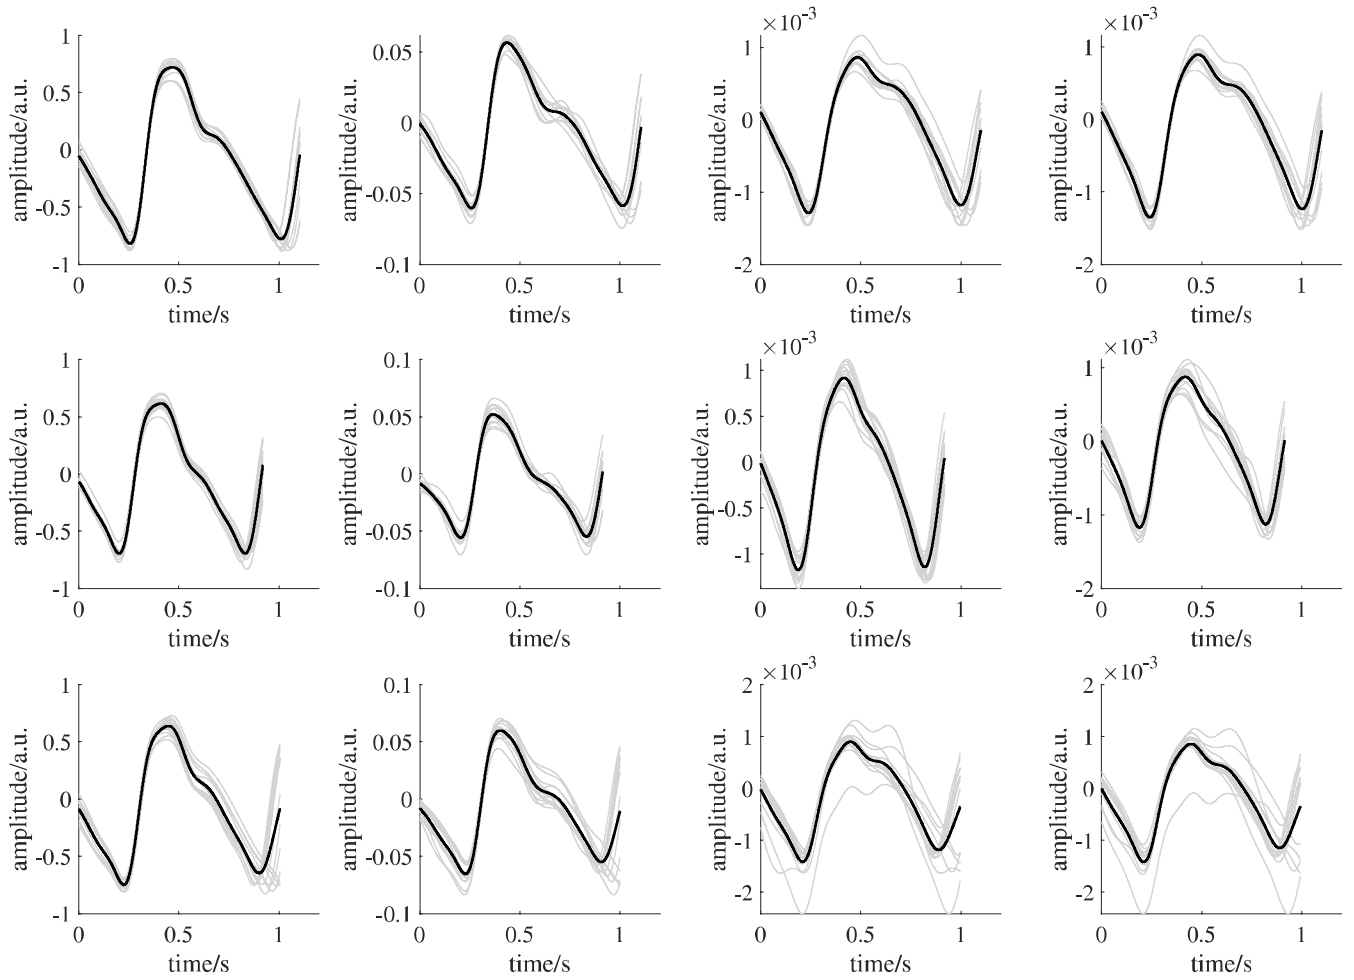 ×10⁻³ ×10⁻³
1 0.05 1 1
0.5 0 0 0
0 -0.05 -1 -1
-0.5 -0.1 -2 -2
-1
amplitude/a.u. amplitude/a.u. amplitude/a.u. amplitude/a.u.
0 0.5 1 0 0.5 1 0 0.5 1 0 0.5 1
time/s time/s time/s time/s
×10⁻³ ×10⁻³
1 0.1 1 1
0.5 0.05 0.5 0
0 0 0 -1
-0.5 -0.05 -0.5 -2
-1 -0.1 -1
amplitude/a.u. amplitude/a.u. amplitude/a.u. amplitude/a.u.
0 0.5 1 0 0.5 1 0 0.5 1 0 0.5 1
time/s time/s time/s time/s
×10⁻³ ×10⁻³
1 0.1 2 2
0.5 0.05 1 1
0 0 0 0
-0.5 -0.05 -1 -1
-1 -0.1 -2 -2
amplitude/a.u. amplitude/a.u. amplitude/a.u. amplitude/a.u.
0 0.5 1 0 0.5 1 0 0.5 1 0 0.5 1
time/s time/s time/s time/s